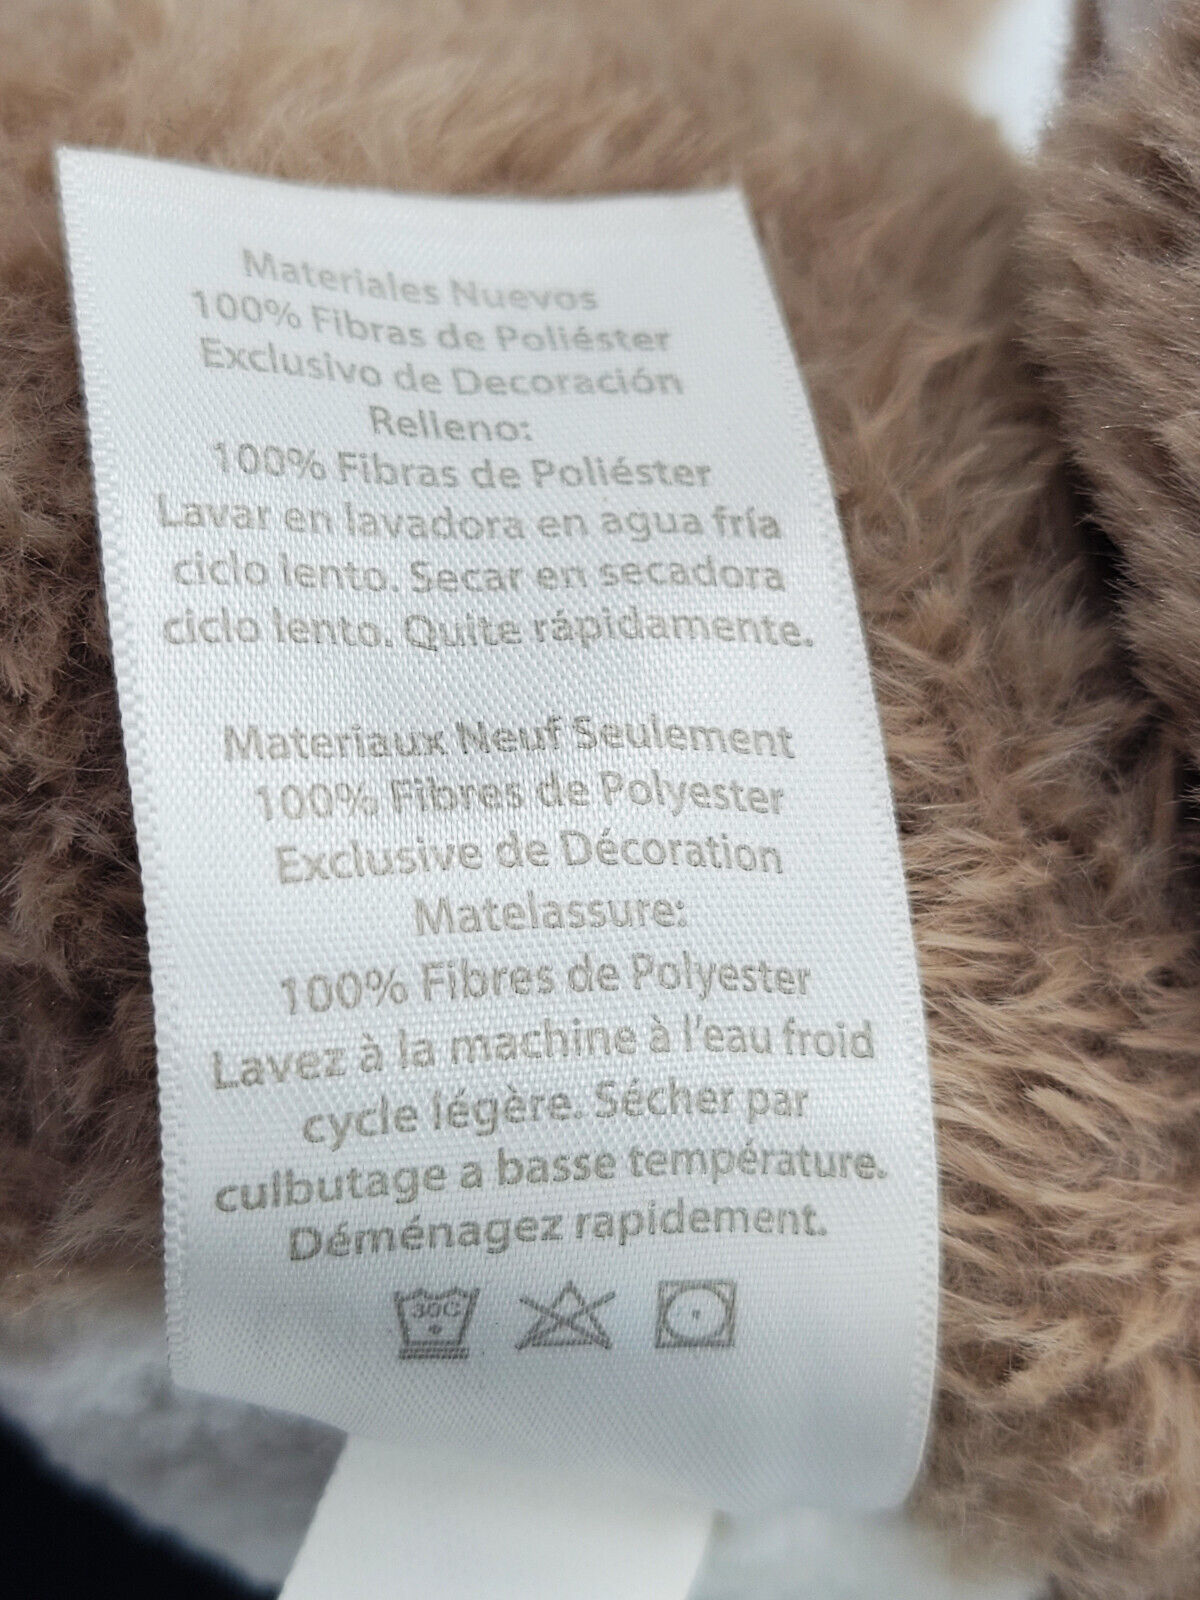 Materiales Nuevos
100% Fibras de Poliéster
Exclusivo de Decoración
Relleno:
100% Fibras de Poliéster
Lavar en lavadora en agua fría
ciclo lento. Secar en secadora
ciclo lento. Quite rápidamente.
Materiaux Neuf Seulement
100% Fibres de Polyester
Exclusive de Décoration
Matelassure:
100% Fibres de Polyester
Lavez à la machine à l'eau froid
cycle légère. Sécher par
culbutage a basse température.
Déménagez rapidement.
30C